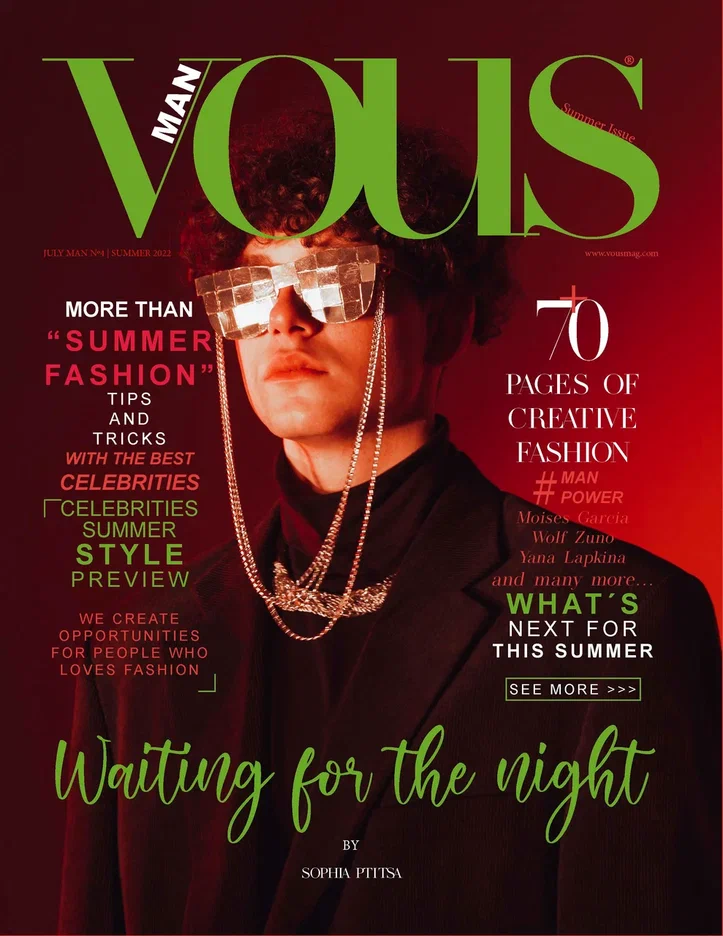 VOUS®
MAN
Summer Issue
JULY MAN Nº4 | SUMMER 2022
www.vousmag.com
MORE THAN
“SUMMER
FASHION”
TIPS
AND
TRICKS
WITH THE BEST
CELEBRITIES
CELEBRITIES
SUMMER
STYLE
PREVIEW
WE CREATE
OPPORTUNITIES
FOR PEOPLE WHO
LOVES FASHION
+70
PAGES OF
CREATIVE
FASHION
#MAN
POWER
Moises Garcia
Wolf Zuno
Yana Lapkina
and many more...
WHAT´S
NEXT FOR
THIS SUMMER
SEE MORE >>>
Waiting for the night
BY
SOPHIA PTITSA